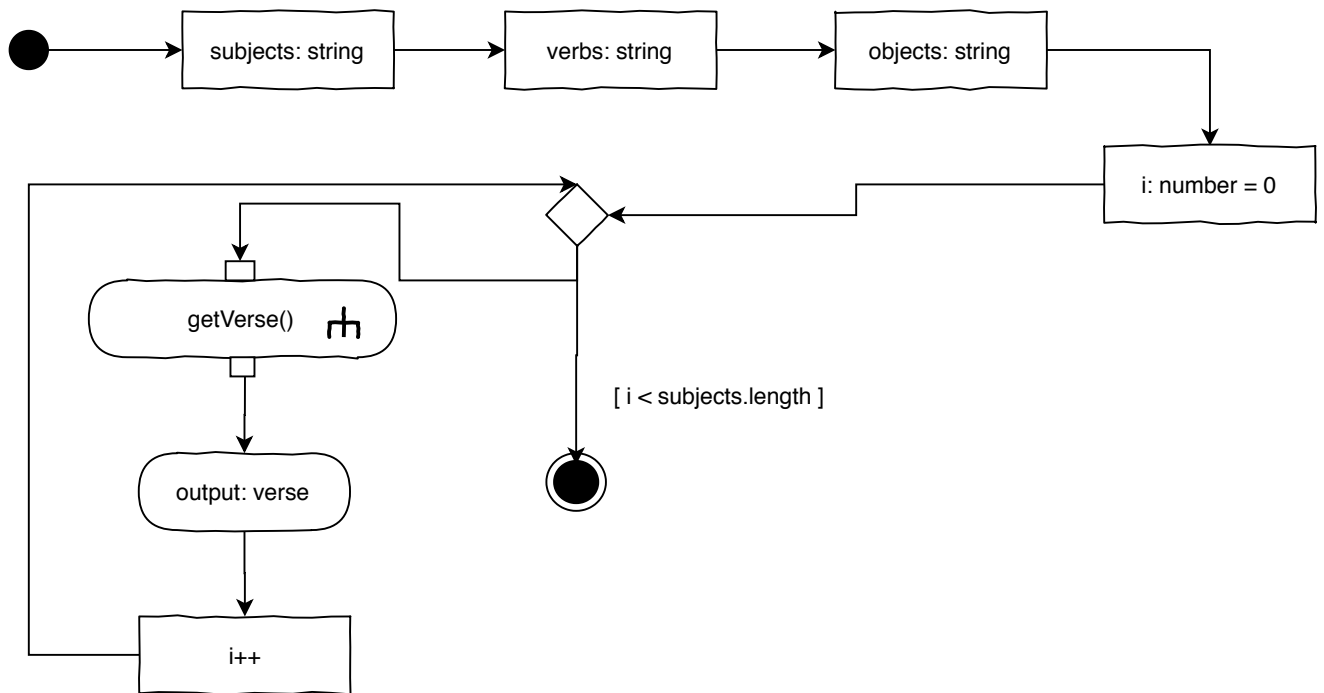 subjects: string
verbs: string
objects: string
i: number = 0
getVerse()
[ i < subjects.length ]
output: verse
i++